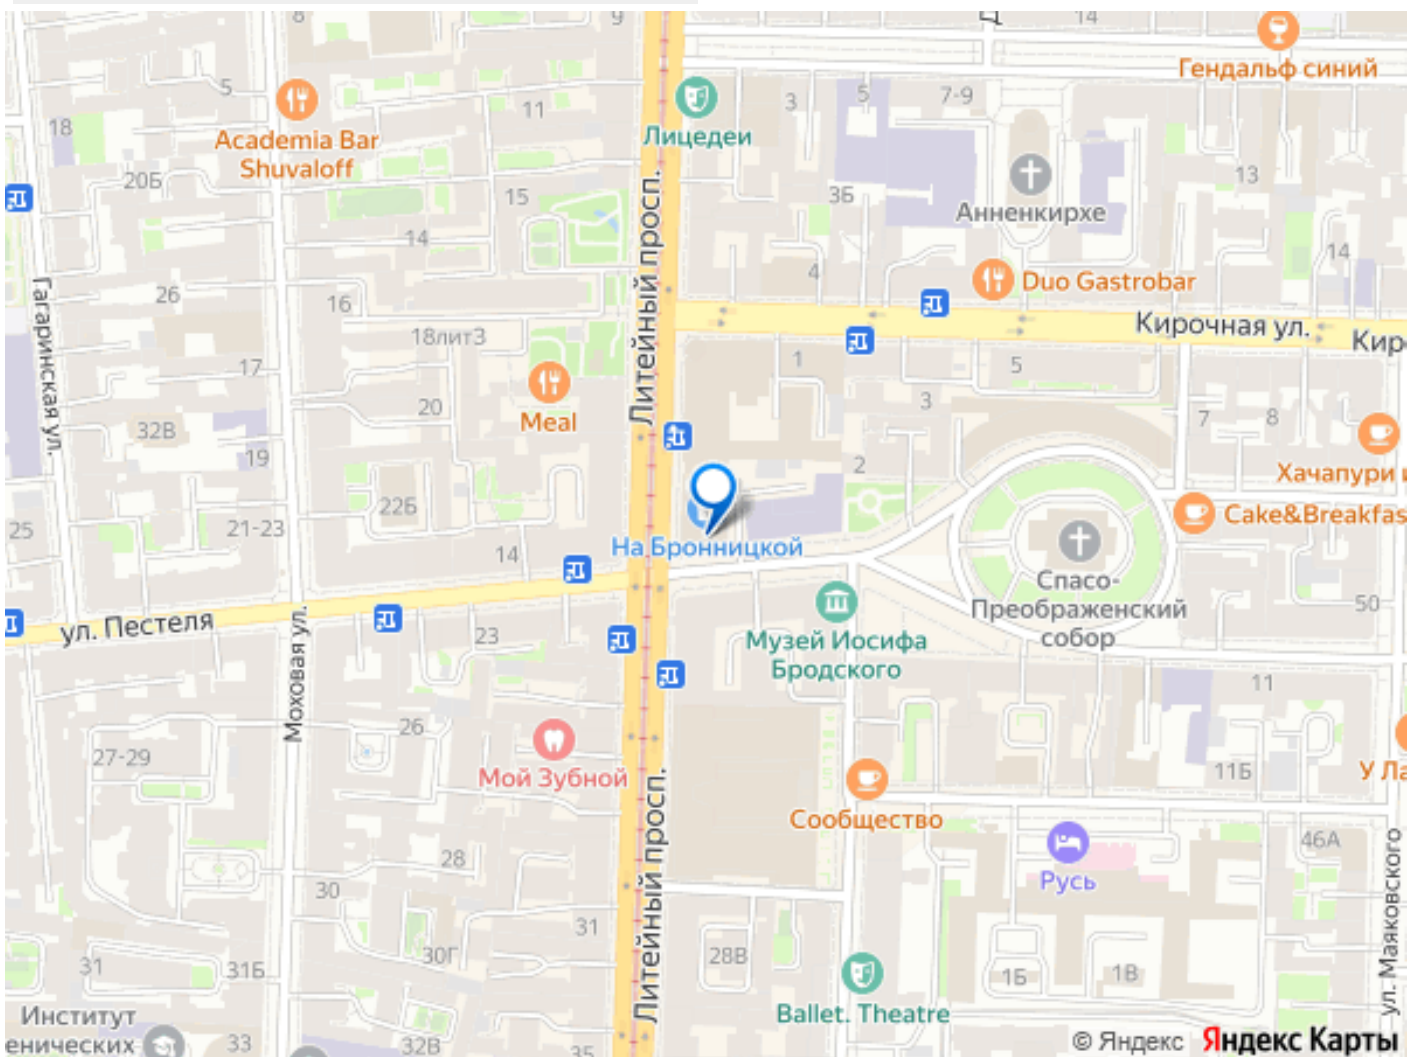 8
9
14
Гендальф синий
5
3
5
7-9
11
18
Academia Bar
Shuvaloff
Лицедеи
13
20Б
15
3Б
Анненкирхе
14
14
4
Duo Gastrobar
26
16
Литейный просп.
Гагаринская ул.
18лит3
Кирочная ул.
Кир
17
1
5
20
Meal
3
7
8
32В
19
2
Хачапури и
22Б
25
21-23
Cake&Breakfas
14
На Бронницкой
Спасо-
Преображенский
собор
50
ул. Пестеля
23
Музей Иосифа
Бродского
Моховая ул.
11
26
27-29
Мой Зубной
11Б
У Ла
Литейный просп.
Сообщество
28
46А
30
Русь
ул. Маяковского
31
30Г
28В
31
31Б
1Б
1В
Институт
енических
33
32В
35
Ballet. Theatre
© Яндекс Яндекс Карты